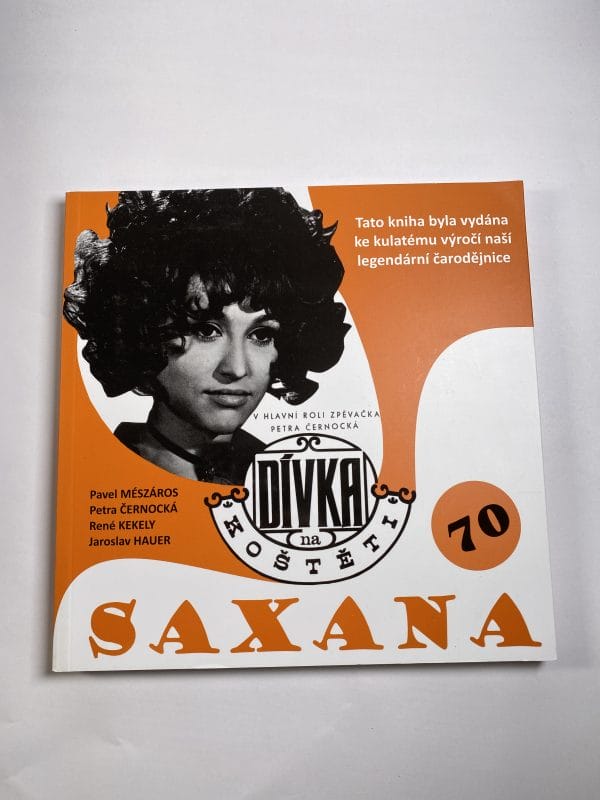 Tato kniha byla vydána
ke kulatému výročí naší
legendární čarodějnice
V HLAVNÍ ROLI ZPĚVAČKA
PETRA ČERNOCKÁ
DÍVKA
na
KOŠTĚTI
Pavel MÉSZÁROS
Petra ČERNOCKÁ
René KEKELY
Jaroslav HAUER
70
SAXANA